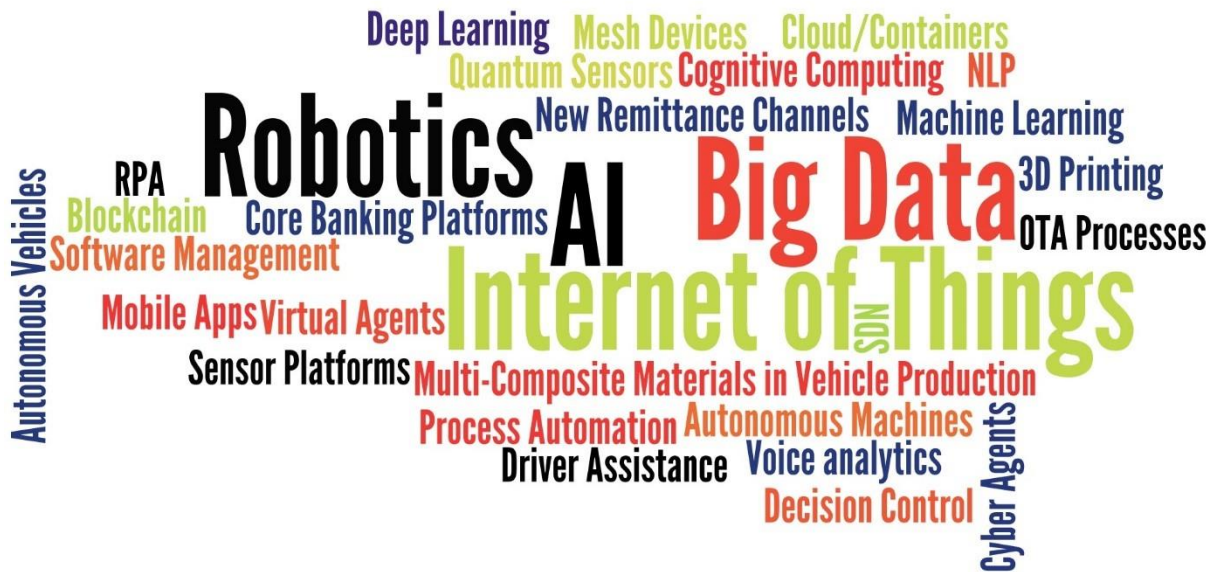 Deep Learning
Mesh Devices
Cloud/Containers
Quantum Sensors
Cognitive Computing
NLP
Robotics
New Remittance Channels
Machine Learning
RPA
AI
Big Data
3D Printing
Blockchain
Core Banking Platforms
OTA Processes
Autonomous Vehicles
Software Management
Internet of Things
SDN
Mobile Apps
Virtual Agents
Sensor Platforms
Multi-Composite Materials in Vehicle Production
Process Automation
Autonomous Machines
Driver Assistance
Voice analytics
Cyber Agents
Decision Control